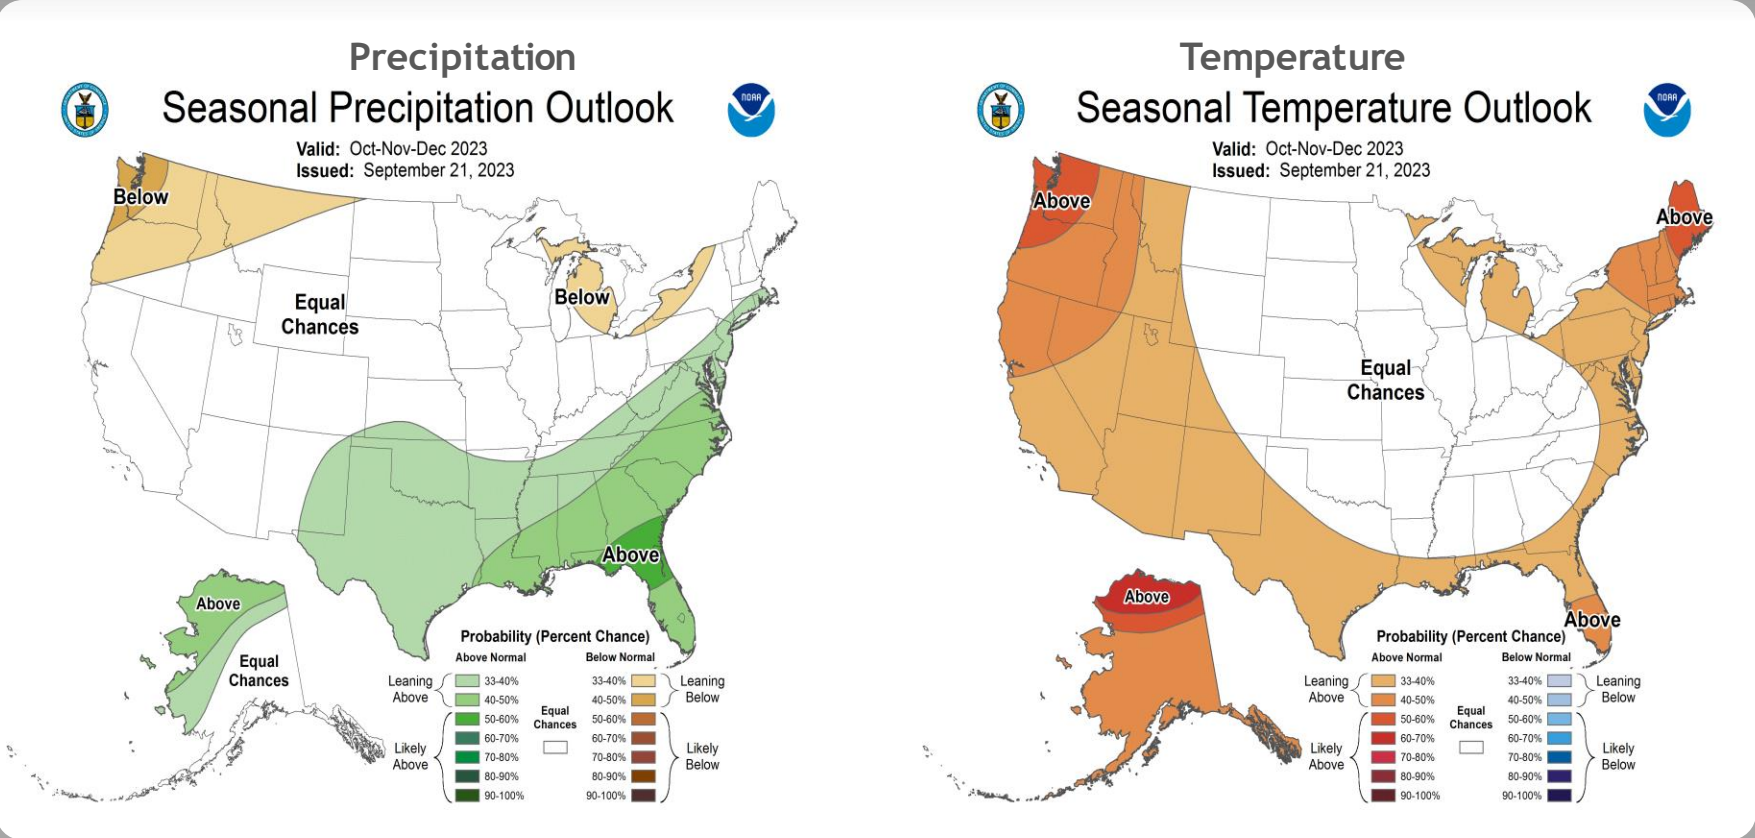 Precipitation
NOAA
Seasonal Precipitation Outlook
Valid: Oct-Nov-Dec 2023
Issued: September 21, 2023
Below
Equal
Chances
Below
Above
Above
Equal
Chances
Probability (Percent Chance)
Above Normal
Below Normal
Leaning
Above
33-40%
40-50%
Likely
Above
50-60%
60-70%
70-80%
80-90%
90-100%
Equal
Chances
33-40%
40-50%
Leaning
Below
50-60%
60-70%
70-80%
80-90%
90-100%
Likely
Below
Temperature
NOAA
Seasonal Temperature Outlook
Valid: Oct-Nov-Dec 2023
Issued: September 21, 2023
Above
Above
Equal
Chances
Above
Above
Probability (Percent Chance)
Above Normal
Below Normal
Leaning
Above
33-40%
40-50%
Likely
Above
50-60%
60-70%
70-80%
80-90%
90-100%
Equal
Chances
33-40%
40-50%
Leaning
Below
50-60%
60-70%
70-80%
80-90%
90-100%
Likely
Below